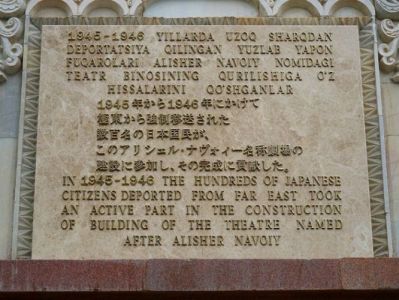 1945-1946 YILLARDA UZOQ SHARQDAN
DEPORTATSIYA QILINGAN YUZLAB YAPON
FUQAROLARI ALISHER NAVOIY NOMIDAGI
TEATR BINOSINING QURILISHIGA O'Z
HISSALARINI QO'SHGANLAR
1945年から1946年にかけて
極東から強制移送された
数百名の日本国民が、
このアリシェル・ナヴォィー名称劇場の
建設に参加し、その完成に貢献した。
IN 1945-1946 THE HUNDREDS OF JAPANESE
CITIZENS DEPORTED FROM FAR EAST TOOK
AN ACTIVE PART IN THE CONSTRUCTION
OF BUILDING OF THE THEATRE NAMED
AFTER ALISHER NAVOIY